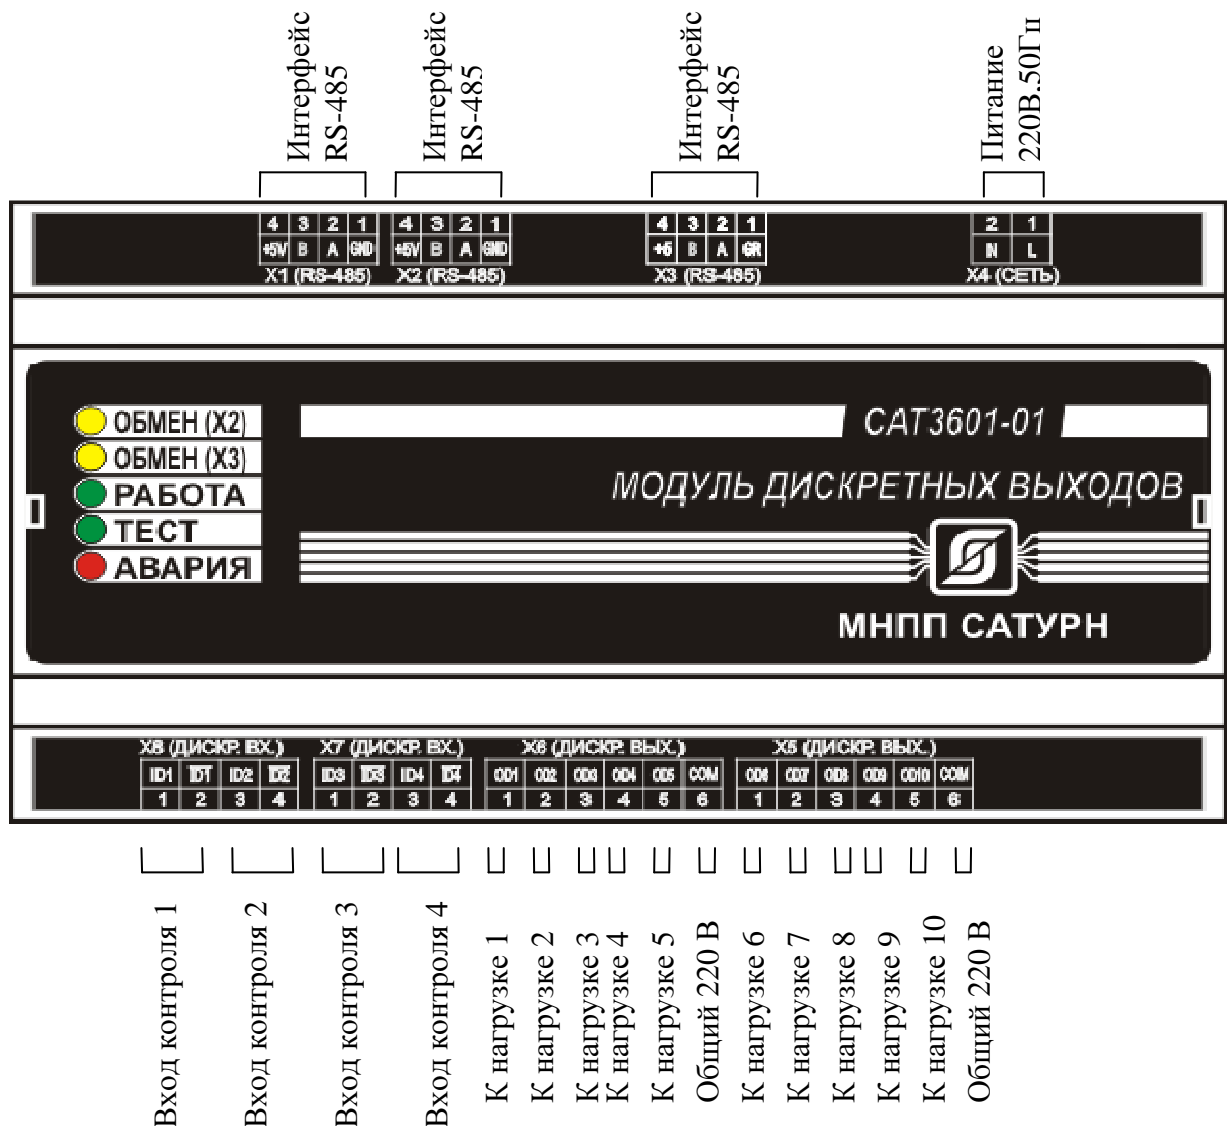 Интерфейс
RS-485
Интерфейс
RS-485
Интерфейс
RS-485
Питание
220В.50Гц
4 3 2 1
+5V B A GND
X1 (RS-485)
4 3 2 1
+5V B A GND
X2 (RS-485)
4 3 2 1
+5 B A GR
X3 (RS-485)
2 1
N L
X4 (СЕТЬ)
ОБМЕН (X2)
ОБМЕН (X3)
РАБОТА
ТЕСТ
АВАРИЯ
САТ3601-01
МОДУЛЬ ДИСКРЕТНЫХ ВЫХОДОВ
МНПП САТУРН
X8 (ДИСКР. ВХ.)
ID1 ID1 ID2 ID2
1 2 3 4
X7 (ДИСКР. ВХ.)
ID3 ID3 ID4 ID4
1 2 3 4
X6 (ДИСКР. ВЫХ.)
OD1 OD2 OD3 OD4 OD5 COM
1 2 3 4 5 6
X5 (ДИСКР. ВЫХ.)
OD6 OD7 OD8 OD9 OD10 COM
1 2 3 4 5 6
Вход контроля 1
Вход контроля 2
Вход контроля 3
Вход контроля 4
К нагрузке 1
К нагрузке 2
К нагрузке 3
К нагрузке 4
К нагрузке 5
Общий 220 В
К нагрузке 6
К нагрузке 7
К нагрузке 8
К нагрузке 9
К нагрузке 10
Общий 220 В